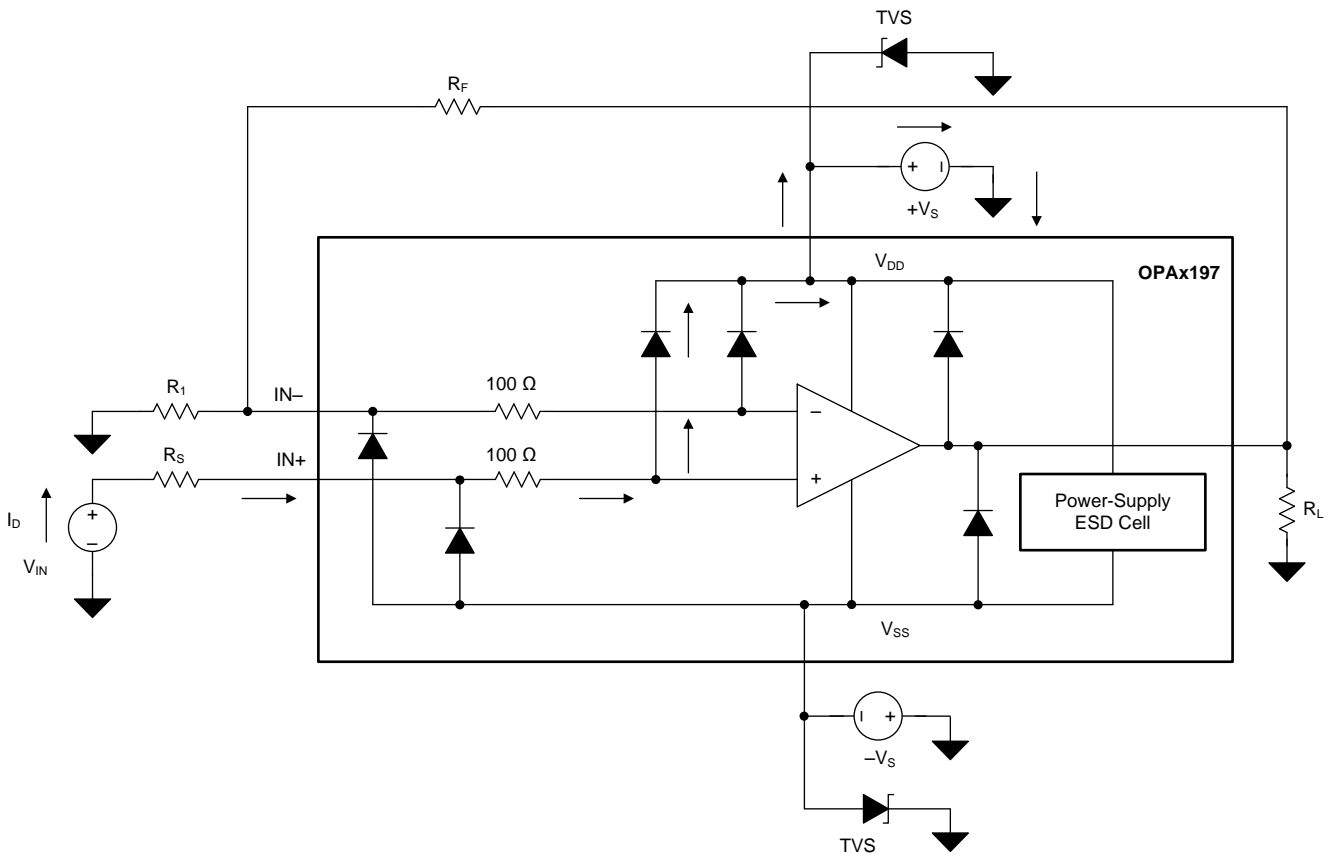 TVS
R_F
+V_S
V_DD
OPAx197
R_1
IN–
100 Ω
R_S
IN+
100 Ω
–
+
I_D
+
–
V_IN
Power-Supply
ESD Cell
R_L
V_SS
–V_S
TVS